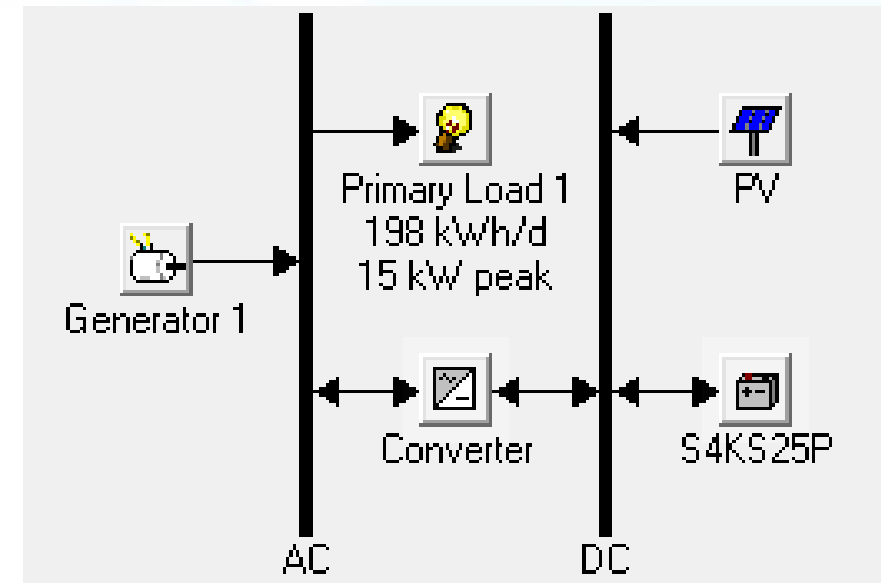 Primary Load 1
198 kWh/d
15 kW peak
PV
Generator 1
Converter
S4KS25P
AC
DC